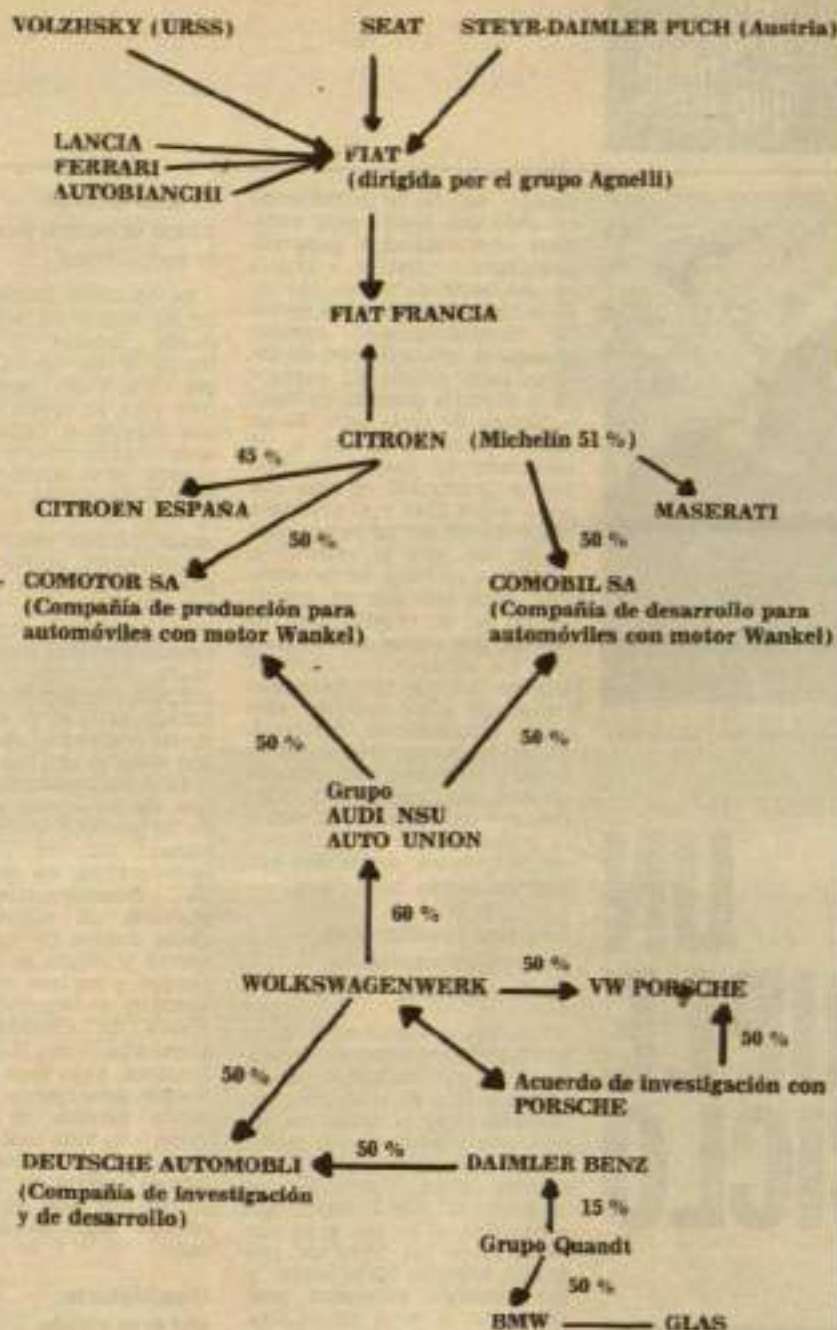 VOLZHSKY (URSS) SEAT STEYR-DAIMLER PUCH (Austria)
LANCIA
FERRARI
AUTOBIANCHI
FIAT
(dirigida por el grupo Agnelli)
FIAT FRANCIA
CITROEN (Michelín 51 %)
45 %
CITROEN ESPAÑA
MASERATI
50 %
50 %
COMOTOR SA
(Compañía de producción para
automóviles con motor Wankel)
COMOBIL SA
(Compañía de desarrollo para
automóviles con motor Wankel)
50 %
50 %
Grupo
AUDI NSU
AUTO UNION
60 %
WOLKSWAGENWERK
50 %
VW PORSCHE
50 %
50 %
Acuerdo de investigación con
PORSCHE
DEUTSCHE AUTOMOBLI
(Compañía de investigación
y de desarrollo)
50 %
DAIMLER BENZ
15 %
Grupo Quandt
50 %
BMW
GLAS